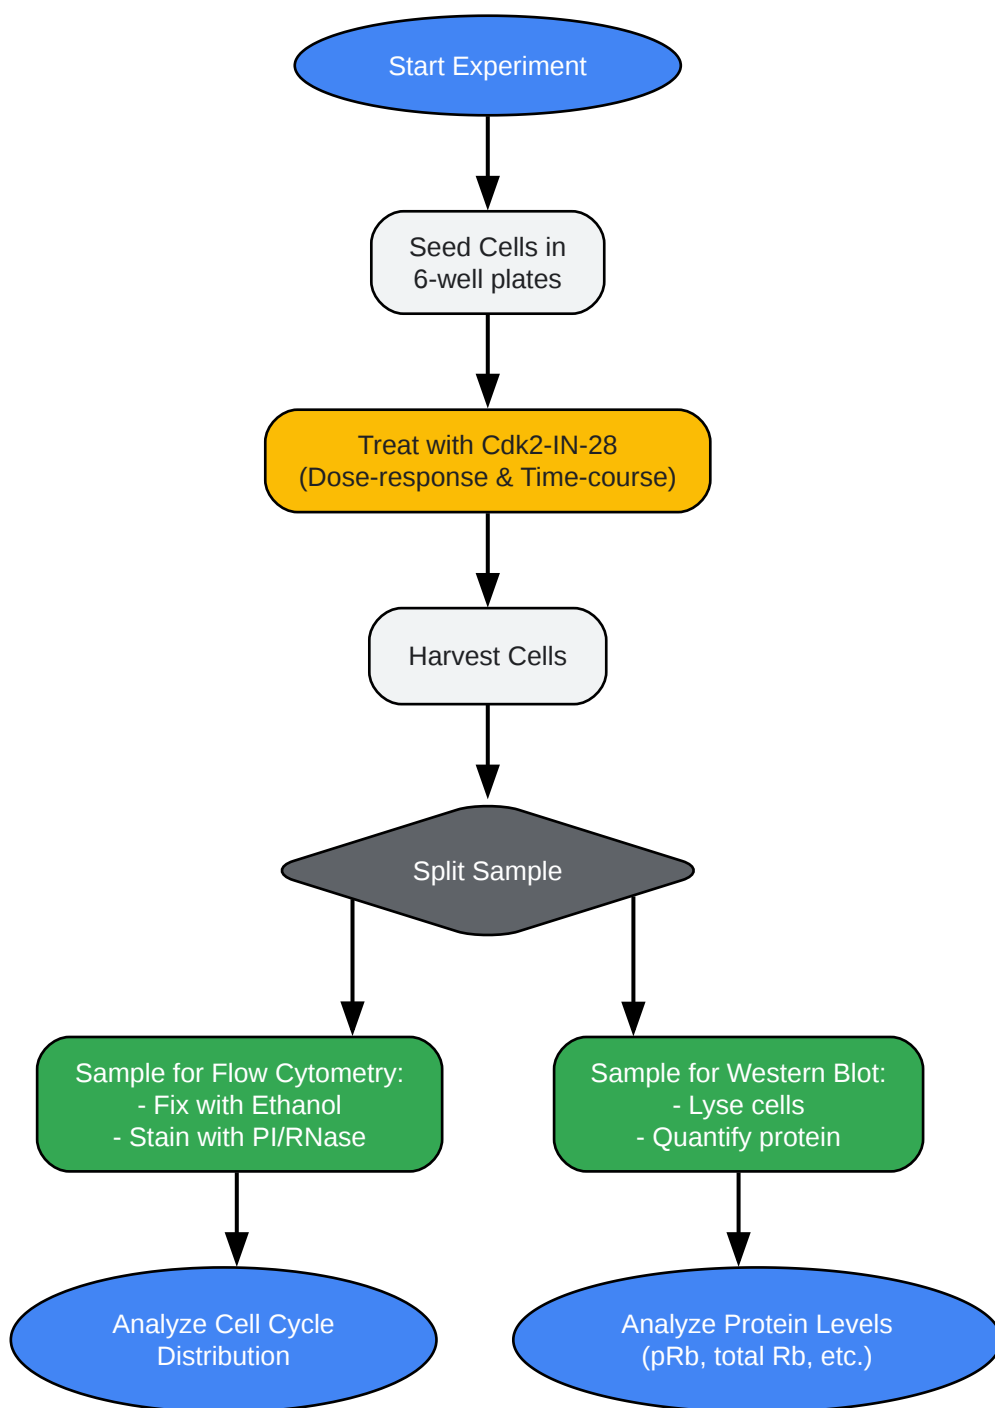 Start Experiment
Seed Cells in
6-well plates
Treat with Cdk2-IN-28
(Dose-response & Time-course)
Harvest Cells
Split Sample
Sample for Flow Cytometry:
- Fix with Ethanol
- Stain with PI/RNase
Sample for Western Blot:
- Lyse cells
- Quantify protein
Analyze Cell Cycle
Distribution
Analyze Protein Levels
(pRb, total Rb, etc.)